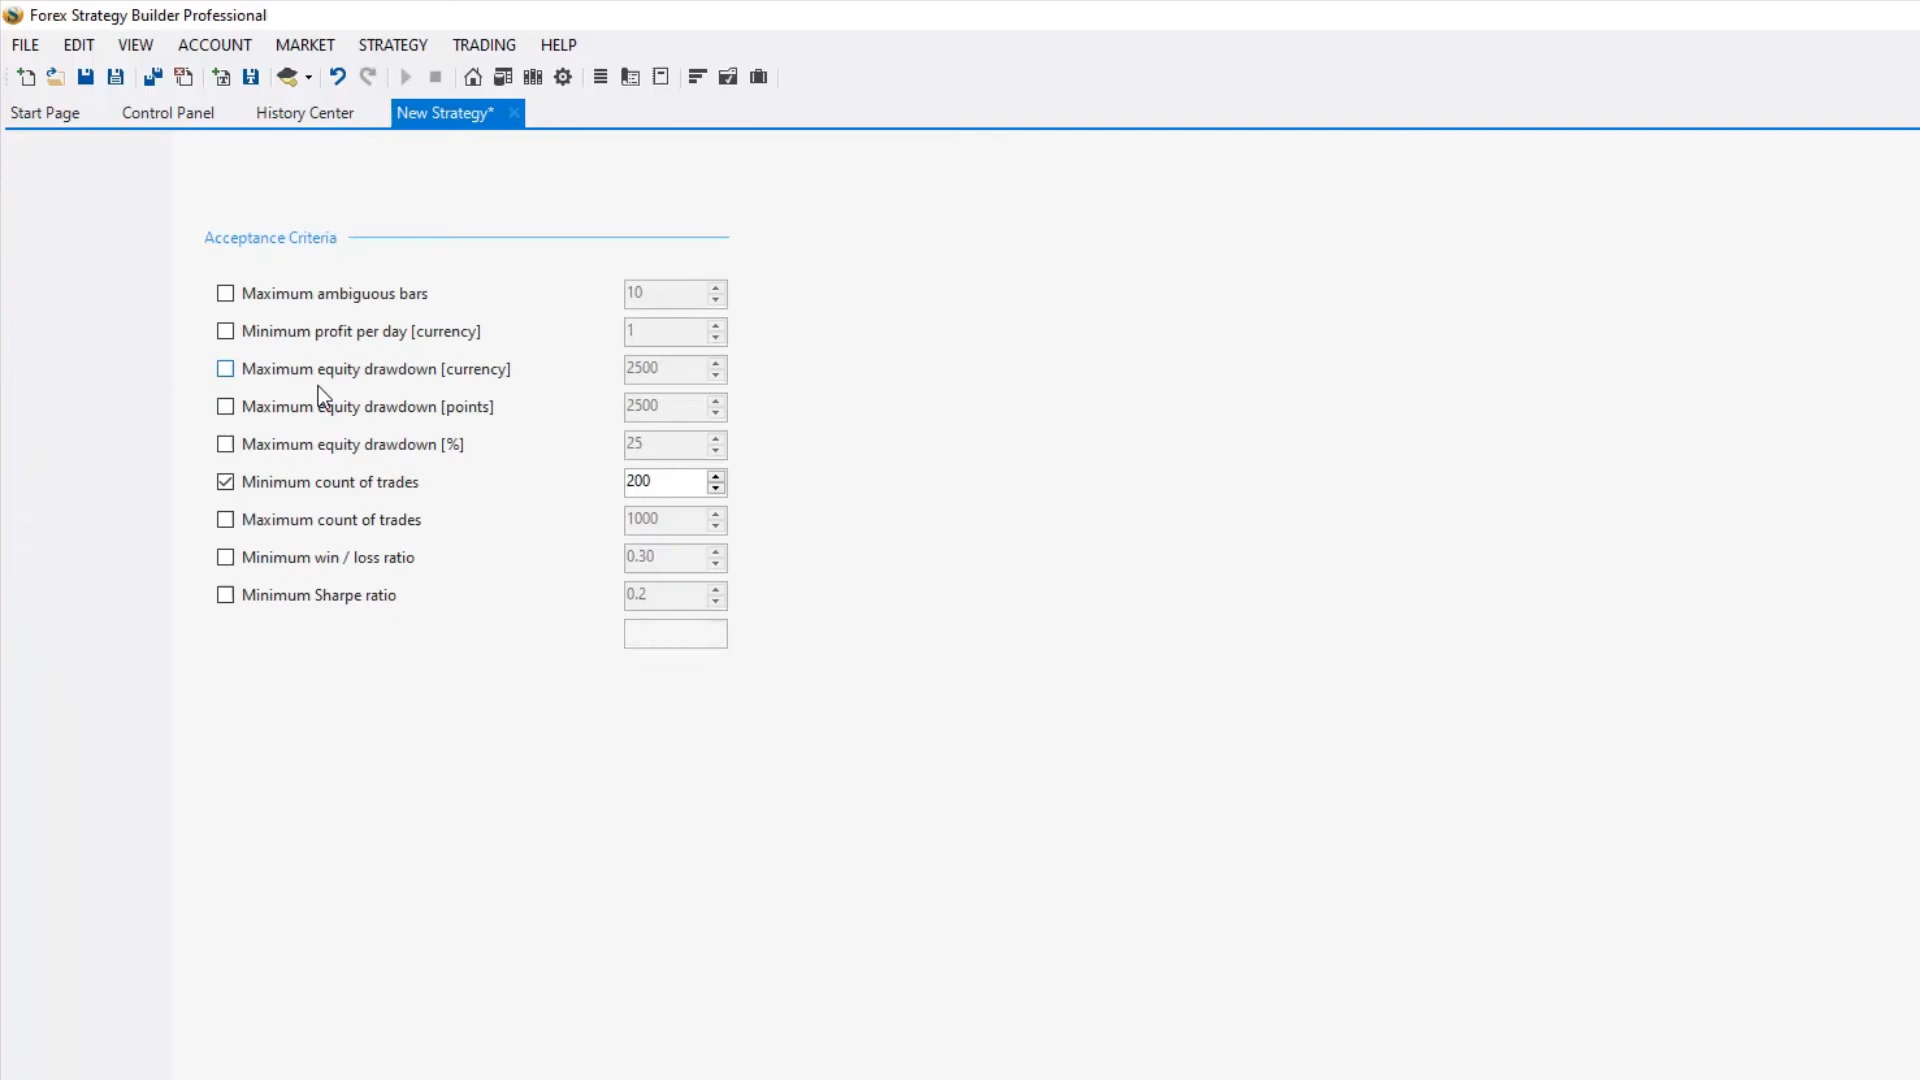 Forex Strategy Builder Professional
FILE EDIT VIEW ACCOUNT MARKET STRATEGY TRADING HELP
Start Page Control Panel History Center New Strategy*
Acceptance Criteria
Maximum ambiguous bars 10
Minimum profit per day [currency] 1
Maximum equity drawdown [currency] 2500
Maximum equity drawdown [points] 2500
Maximum equity drawdown [%] 25
Minimum count of trades 200
Maximum count of trades 1000
Minimum win / loss ratio 0.30
Minimum Sharpe ratio 0.2